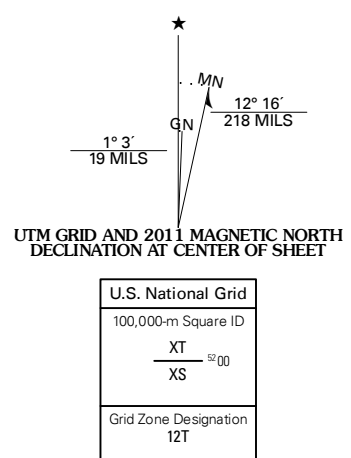 ★
MN
12° 16´
218 MILS
GN
1° 3´
19 MILS
UTM GRID AND 2011 MAGNETIC NORTH
DECLINATION AT CENTER OF SHEET
U.S. National Grid
100,000-m Square ID
XT
5200
XS
Grid Zone Designation
12T